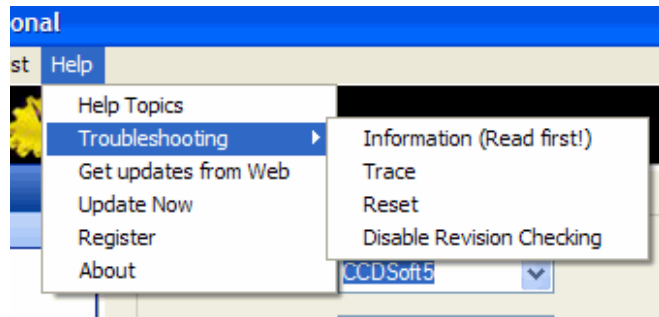 onal
st Help
Help Topics
Troubleshooting
Get updates from Web
Update Now
Register
About
Information (Read first!)
Trace
Reset
Disable Revision Checking
CCDSoft5